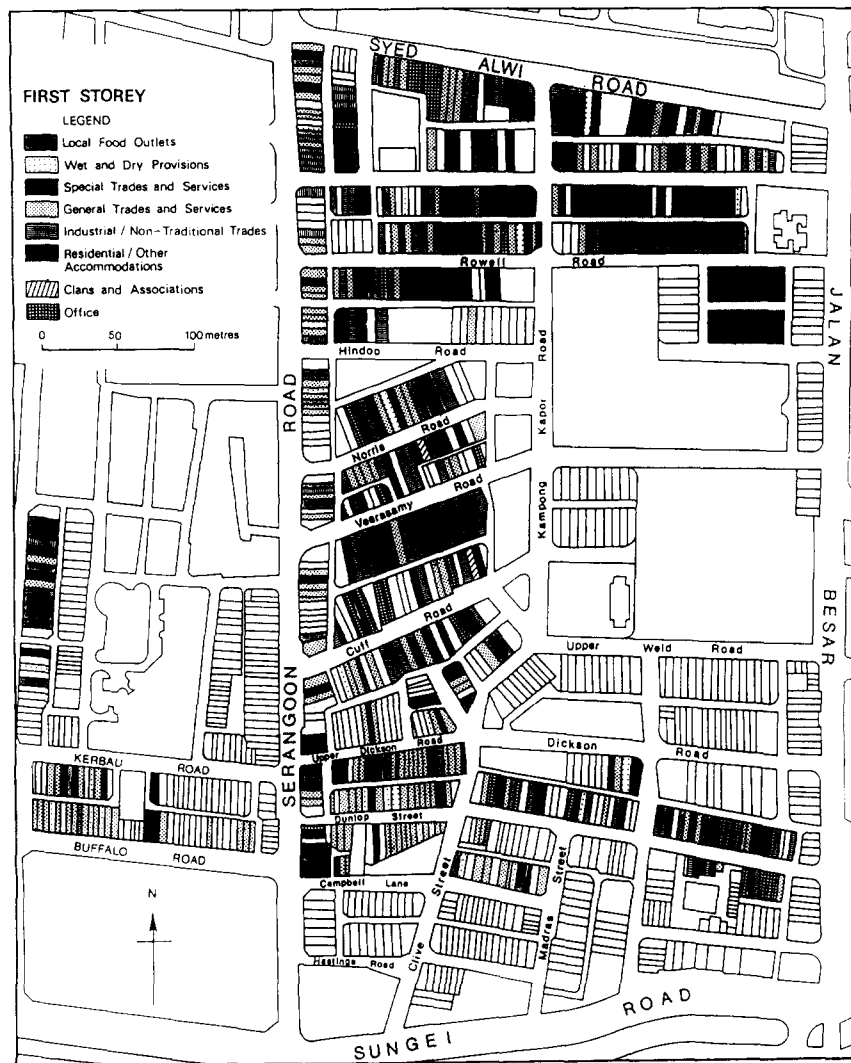 SYED ALWI ROAD
FIRST STOREY
LEGEND
Local Food Outlets
Wet and Dry Provisions
Special Trades and Services
General Trades and Services
Industrial / Non-Traditional Trades
Residential / Other
Accommodations
Clans and Associations
Office
0 50 100 metres
Rowell Road
Hindoo Road
JALAN BESAR
SERANGOON ROAD
Kampong Kapor Road
Norris Road
Veerasamy Road
Cuff Road
Upper Weld Road
Upper Dickson Road
Dickson Road
KERBAU ROAD
BUFFALO ROAD
Dunlop Street
Campbell Lane
Clive Street
Madras Street
Hastings Road
N
SUNGEI ROAD